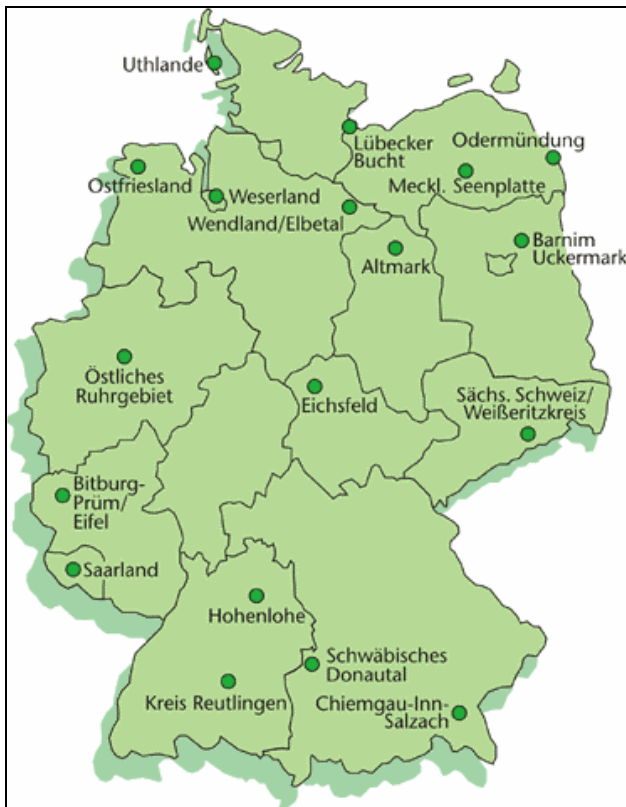 Uthlande
Lübecker
Bucht
Odermündung
Ostfriesland
Meckl. Seenplatte
Weserland
Wendland/Elbetal
Barnim
Uckermark
Altmark
Östliches
Ruhrgebiet
Eichsfeld
Sächs. Schweiz/
Weißeritzkreis
Bitburg-
Prüm/
Eifel
Saarland
Hohenlohe
Schwäbisches
Donautal
Kreis Reutlingen
Chiemgau-Inn-
Salzach